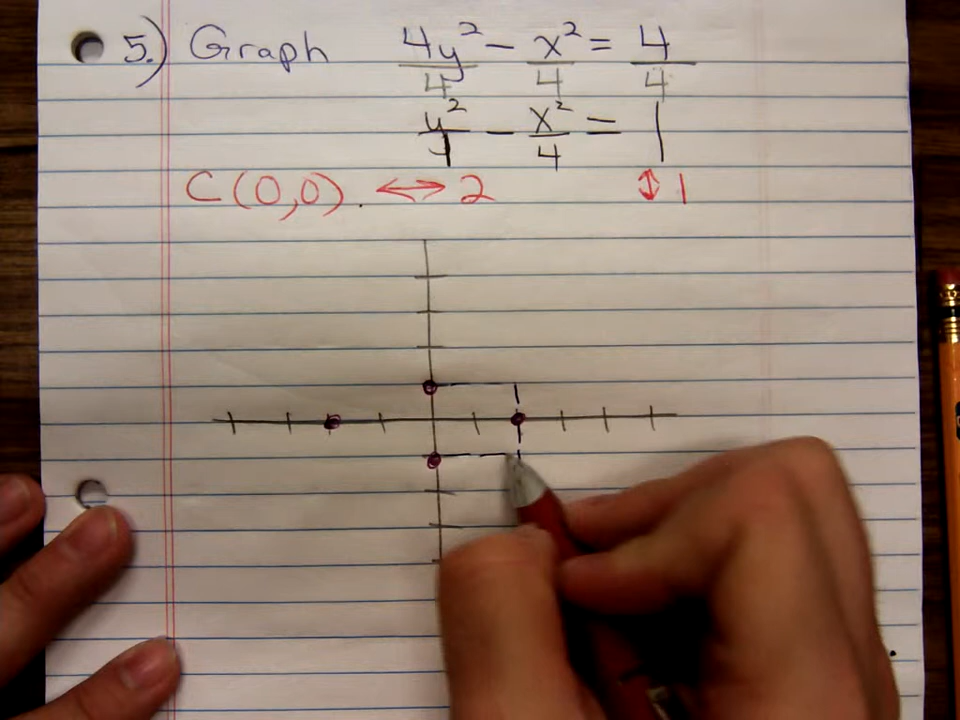 5.) Graph 4y² - x² = 4
4 4 4
y² - x² = 1
1 4
C(0,0). ↔ 2 ↕ 1